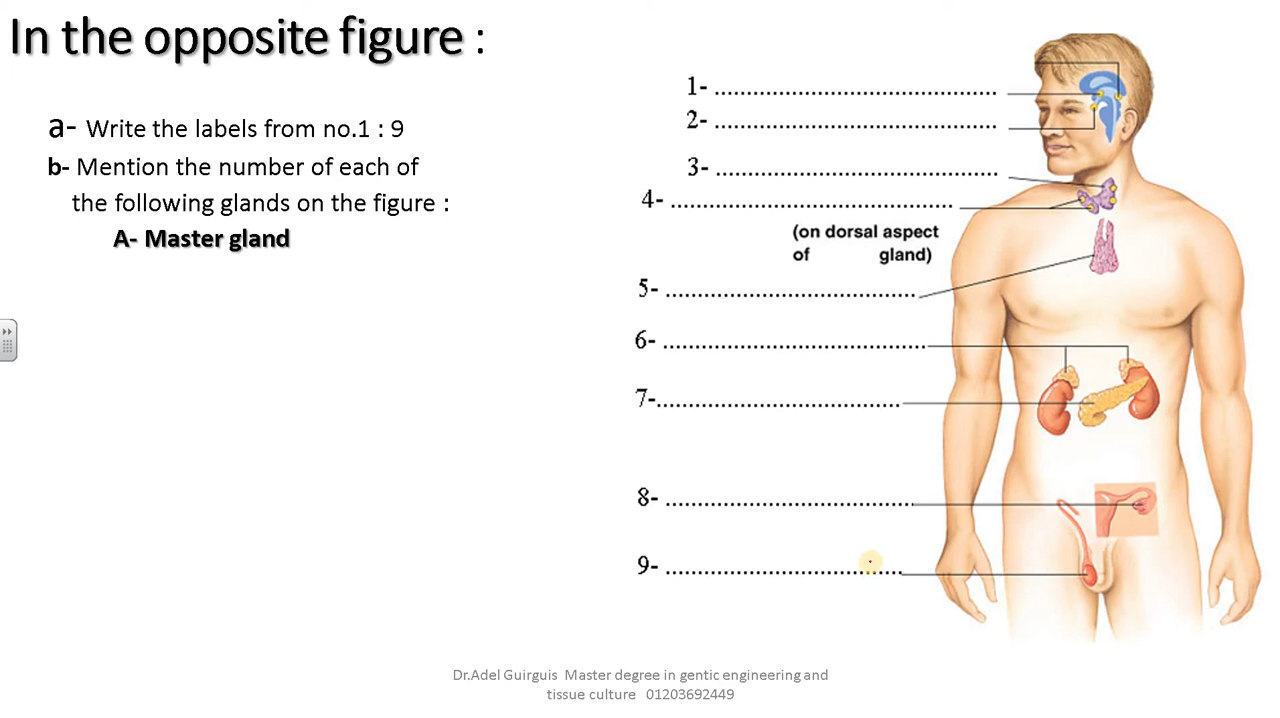 In the opposite figure :
a- Write the labels from no.1 : 9
b- Mention the number of each of
the following glands on the figure :
A- Master gland
1- ..........................................
2- ..........................................
3- ..........................................
4- ..........................................
(on dorsal aspect
of gland)
5- .....................................
6- .......................................
7-.....................................
8- .....................................
9- ...................................
Dr.Adel Guirguis Master degree in gentic engineering and
tissue culture 01203692449